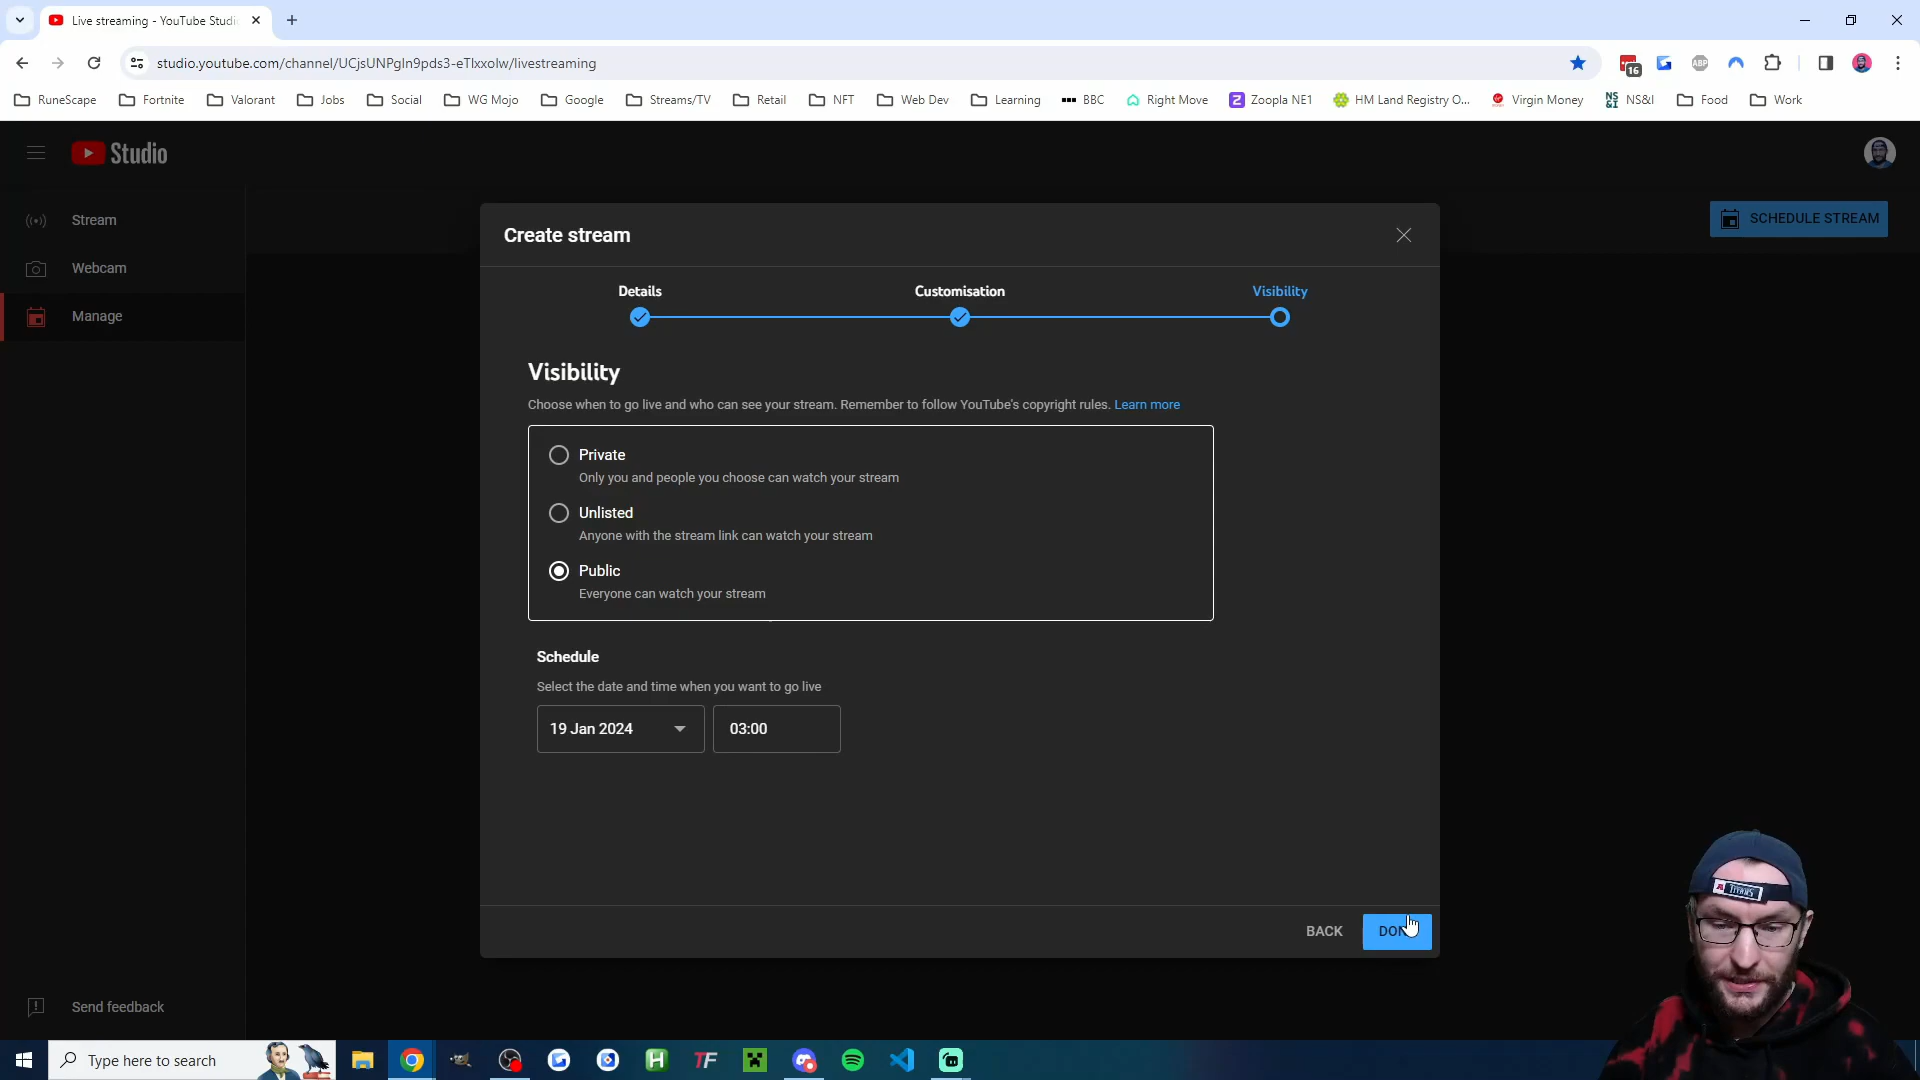 Live streaming - YouTube Studi
studio.youtube.com/channel/UCjsUNPgIn9pds3-eTlxxolw/livestreaming
16
ABP
RuneScape
Fortnite
Valorant
Jobs
Social
WG Mojo
Google
Streams/TV
Retail
NFT
Web Dev
Learning
BBC
Right Move
Zoopla NE1
HM Land Registry O...
Virgin Money
NS&I
NS&I
Food
Work
Studio
Stream
Webcam
Manage
Send feedback
SCHEDULE STREAM
Create stream
Details
Customisation
Visibility
Visibility
Choose when to go live and who can see your stream. Remember to follow YouTube's copyright rules. Learn more
Private
Only you and people you choose can watch your stream
Unlisted
Anyone with the stream link can watch your stream
Public
Everyone can watch your stream
Schedule
Select the date and time when you want to go live
19 Jan 2024
03:00
BACK
Type here to search
H
TF